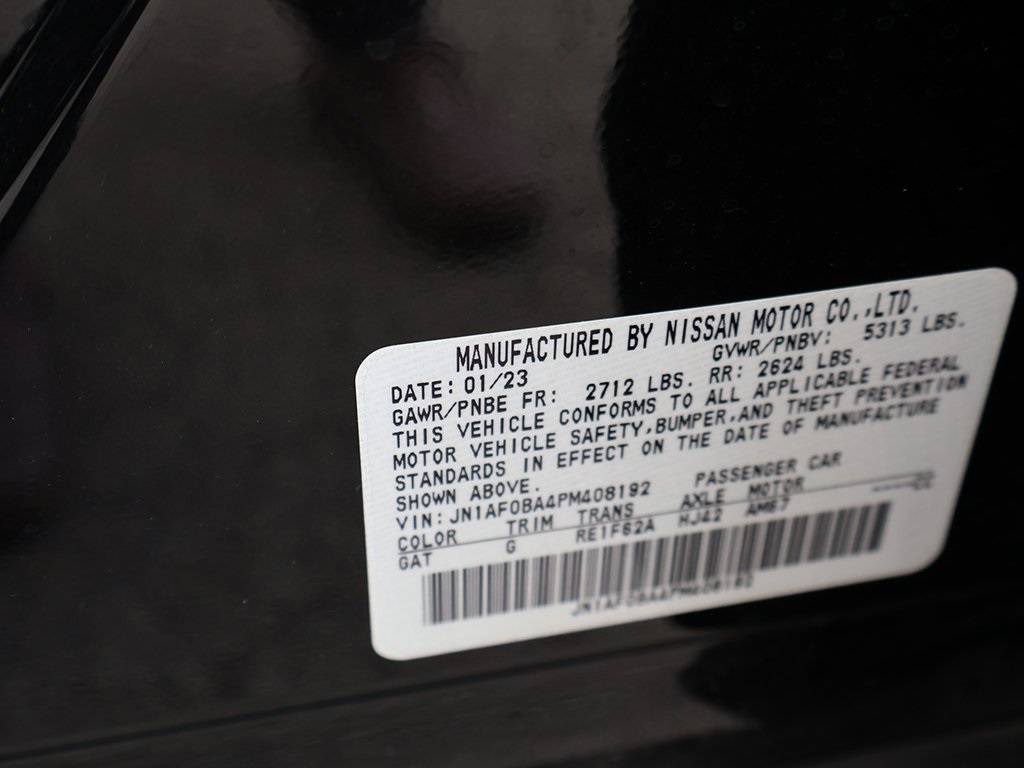 MANUFACTURED BY NISSAN MOTOR CO.,LTD.
DATE: 01/23 GVWR/PNBV: 5313 LBS.
GAWR/PNBE FR: 2712 LBS. RR: 2624 LBS.
THIS VEHICLE CONFORMS TO ALL APPLICABLE FEDERAL
MOTOR VEHICLE SAFETY,BUMPER,AND THEFT PREVENTION
STANDARDS IN EFFECT ON THE DATE OF MANUFACTURE
SHOWN ABOVE.
VIN: JN1AF0BA4PM408192 PASSENGER CAR
COLOR TRIM TRANS AXLE MOTOR
GAT G RE1F62A HJ42 AM67
JN1AF0BA4PM408192